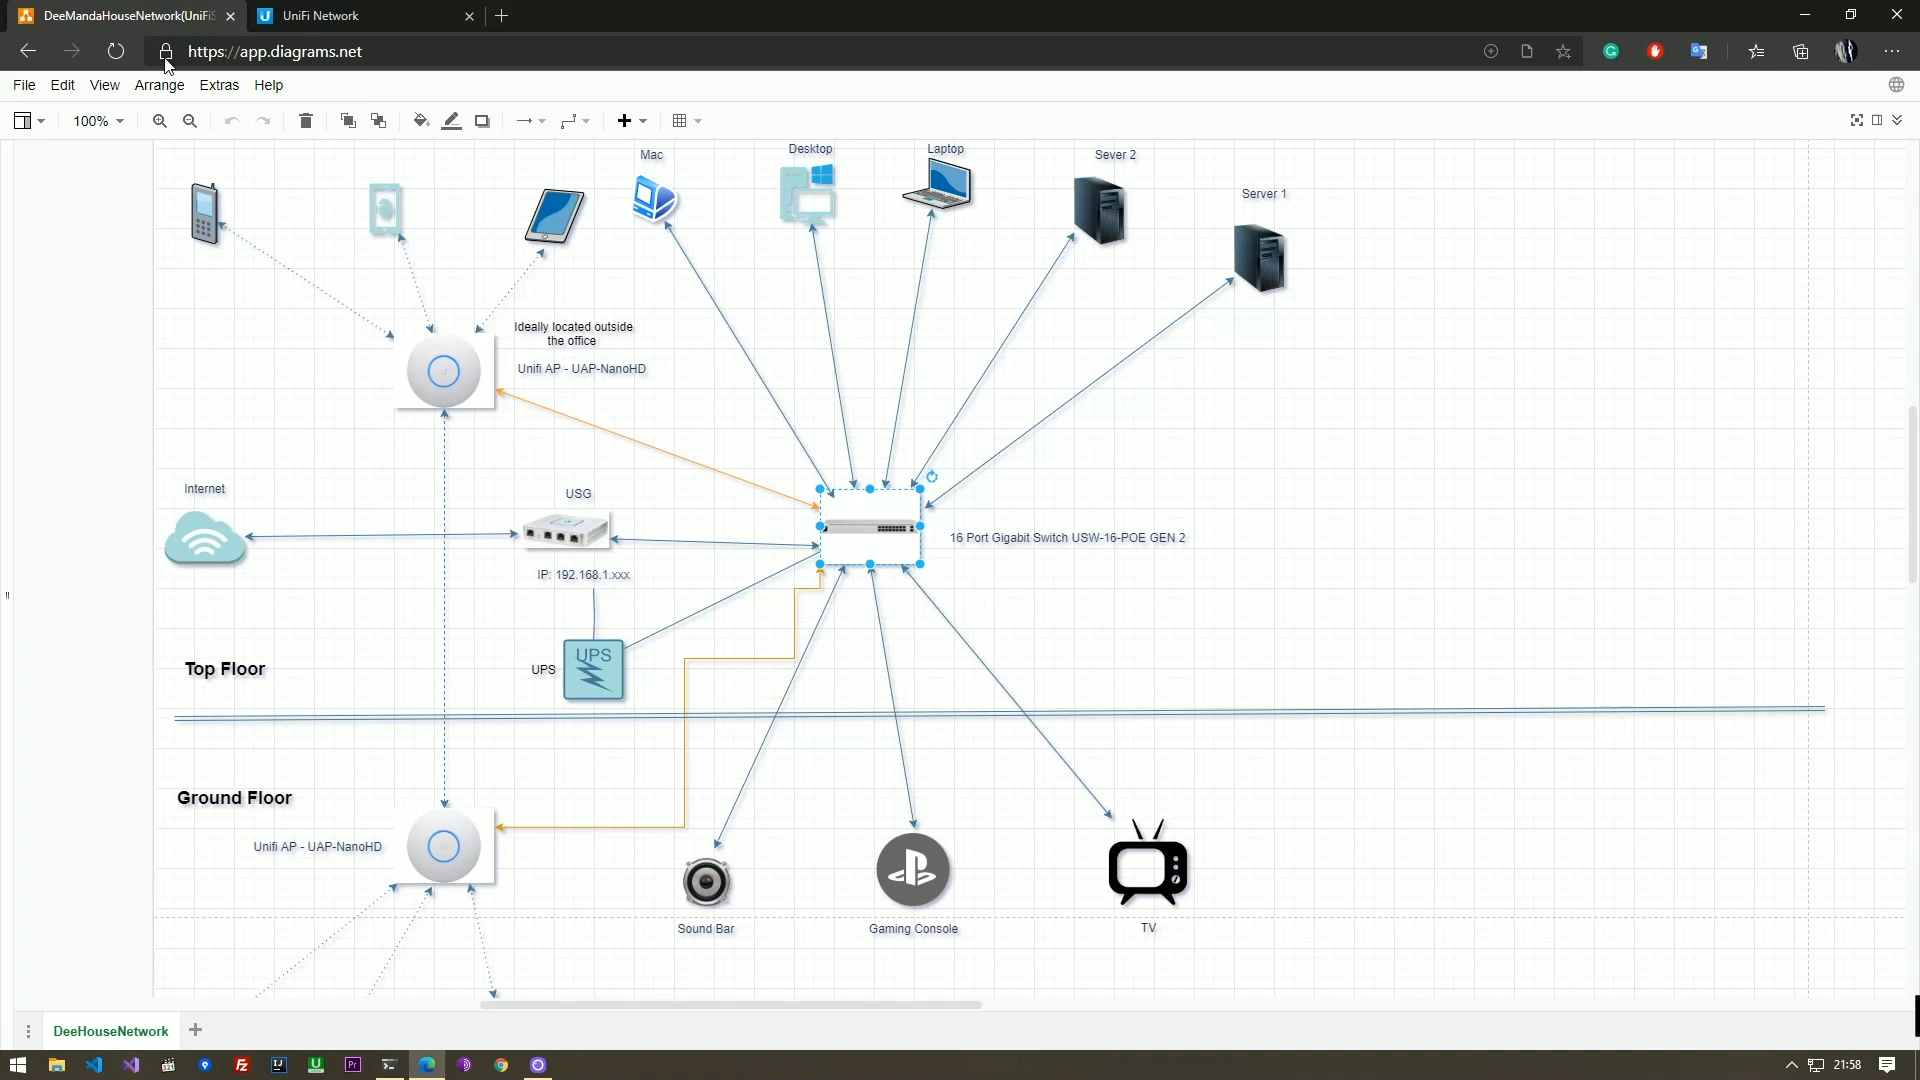 DeeMandaHouseNetwork(UniFiS
UniFi Network
https://app.diagrams.net
File Edit View Arrange Extras Help
100%
Mac
Desktop
Laptop
Sever 2
Server 1
Ideally located outside
the office
Unifi AP - UAP-NanoHD
Internet
USG
16 Port Gigabit Switch USW-16-POE GEN 2
IP: 192.168.1.xxx
UPS
UPS
Top Floor
Ground Floor
Unifi AP - UAP-NanoHD
Sound Bar
Gaming Console
TV
DeeHouseNetwork
21:58